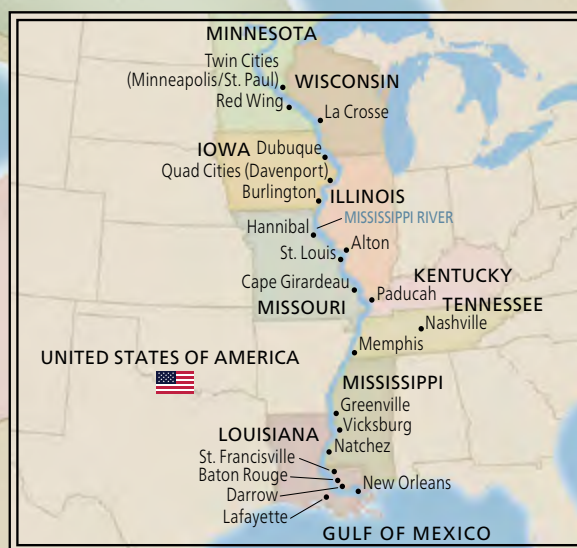 MINNESOTA
Twin Cities
(Minneapolis/St. Paul)
WISCONSIN
Red Wing
La Crosse
IOWA
Dubuque
Quad Cities (Davenport)
Burlington
ILLINOIS
Hannibal
MISSISSIPPI RIVER
St. Louis
Alton
KENTUCKY
Cape Girardeau
Paducah
MISSOURI
TENNESSEE
Nashville
Memphis
UNITED STATES OF AMERICA
MISSISSIPPI
Greenville
Vicksburg
LOUISIANA
Natchez
St. Francisville
Baton Rouge
New Orleans
Darrow
Lafayette
GULF OF MEXICO